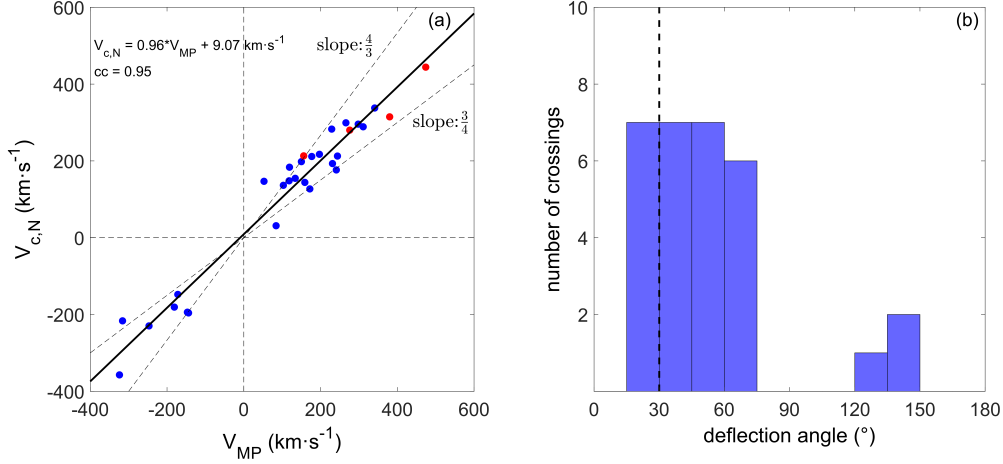 (a)
V_c,N = 0.96*V_MP + 9.07 km·s⁻¹
cc = 0.95
slope: 4/3
slope: 3/4
600
400
200
0
-200
-400
-400 -200 0 200 400 600
V_c,N (km·s⁻¹)
V_MP (km·s⁻¹)
(b)
10
8
6
4
2
0 30 60 90 120 150 180
number of crossings
deflection angle (°)